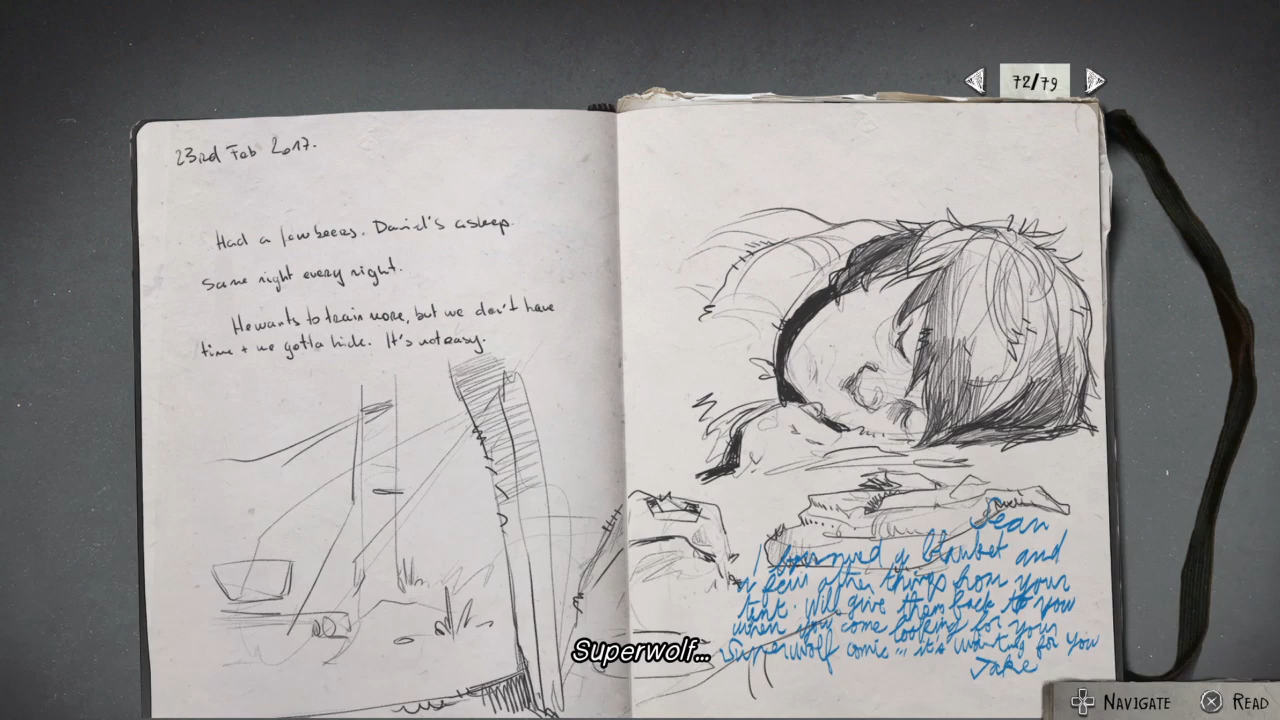 72/79
23rd Feb 2017.
Had a few beers. Daniel's asleep.
Same night every night.
He wants to train more, but we don't have
time + we gotta hide. It's not easy.
Sean
I borrowed a blanket and
a few other things from your
tent. Will give them back to you
when you come looking for your
Superwolf comic... it's waiting for you
Jake
Superwolf...
NAVIGATE
READ